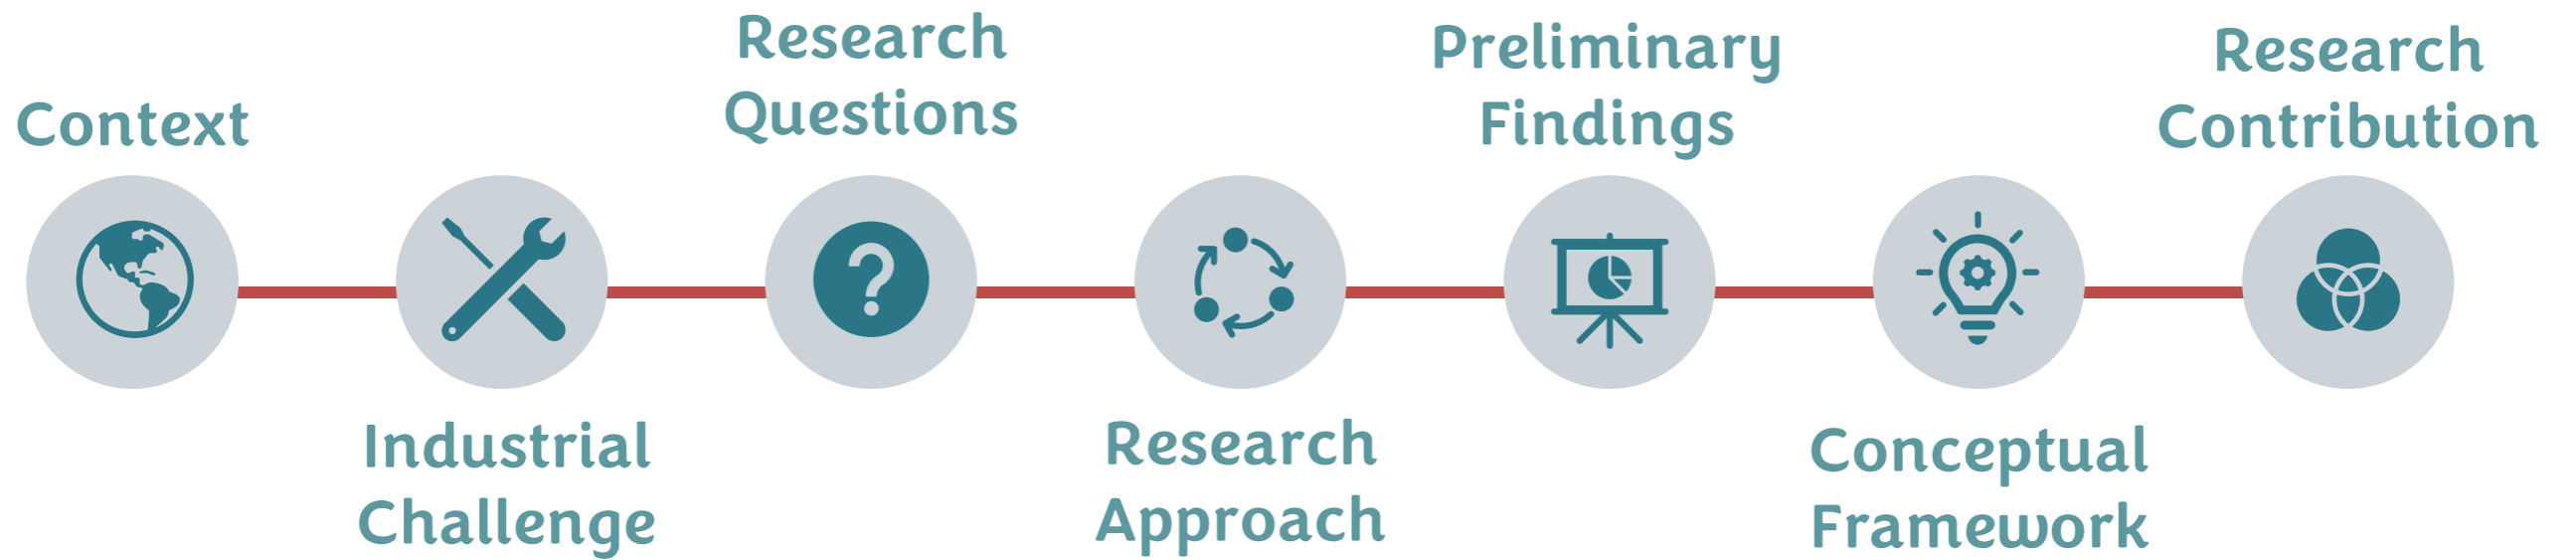 Context
Industrial
Challenge
Research
Questions
Research
Approach
Preliminary
Findings
Conceptual
Framework
Research
Contribution